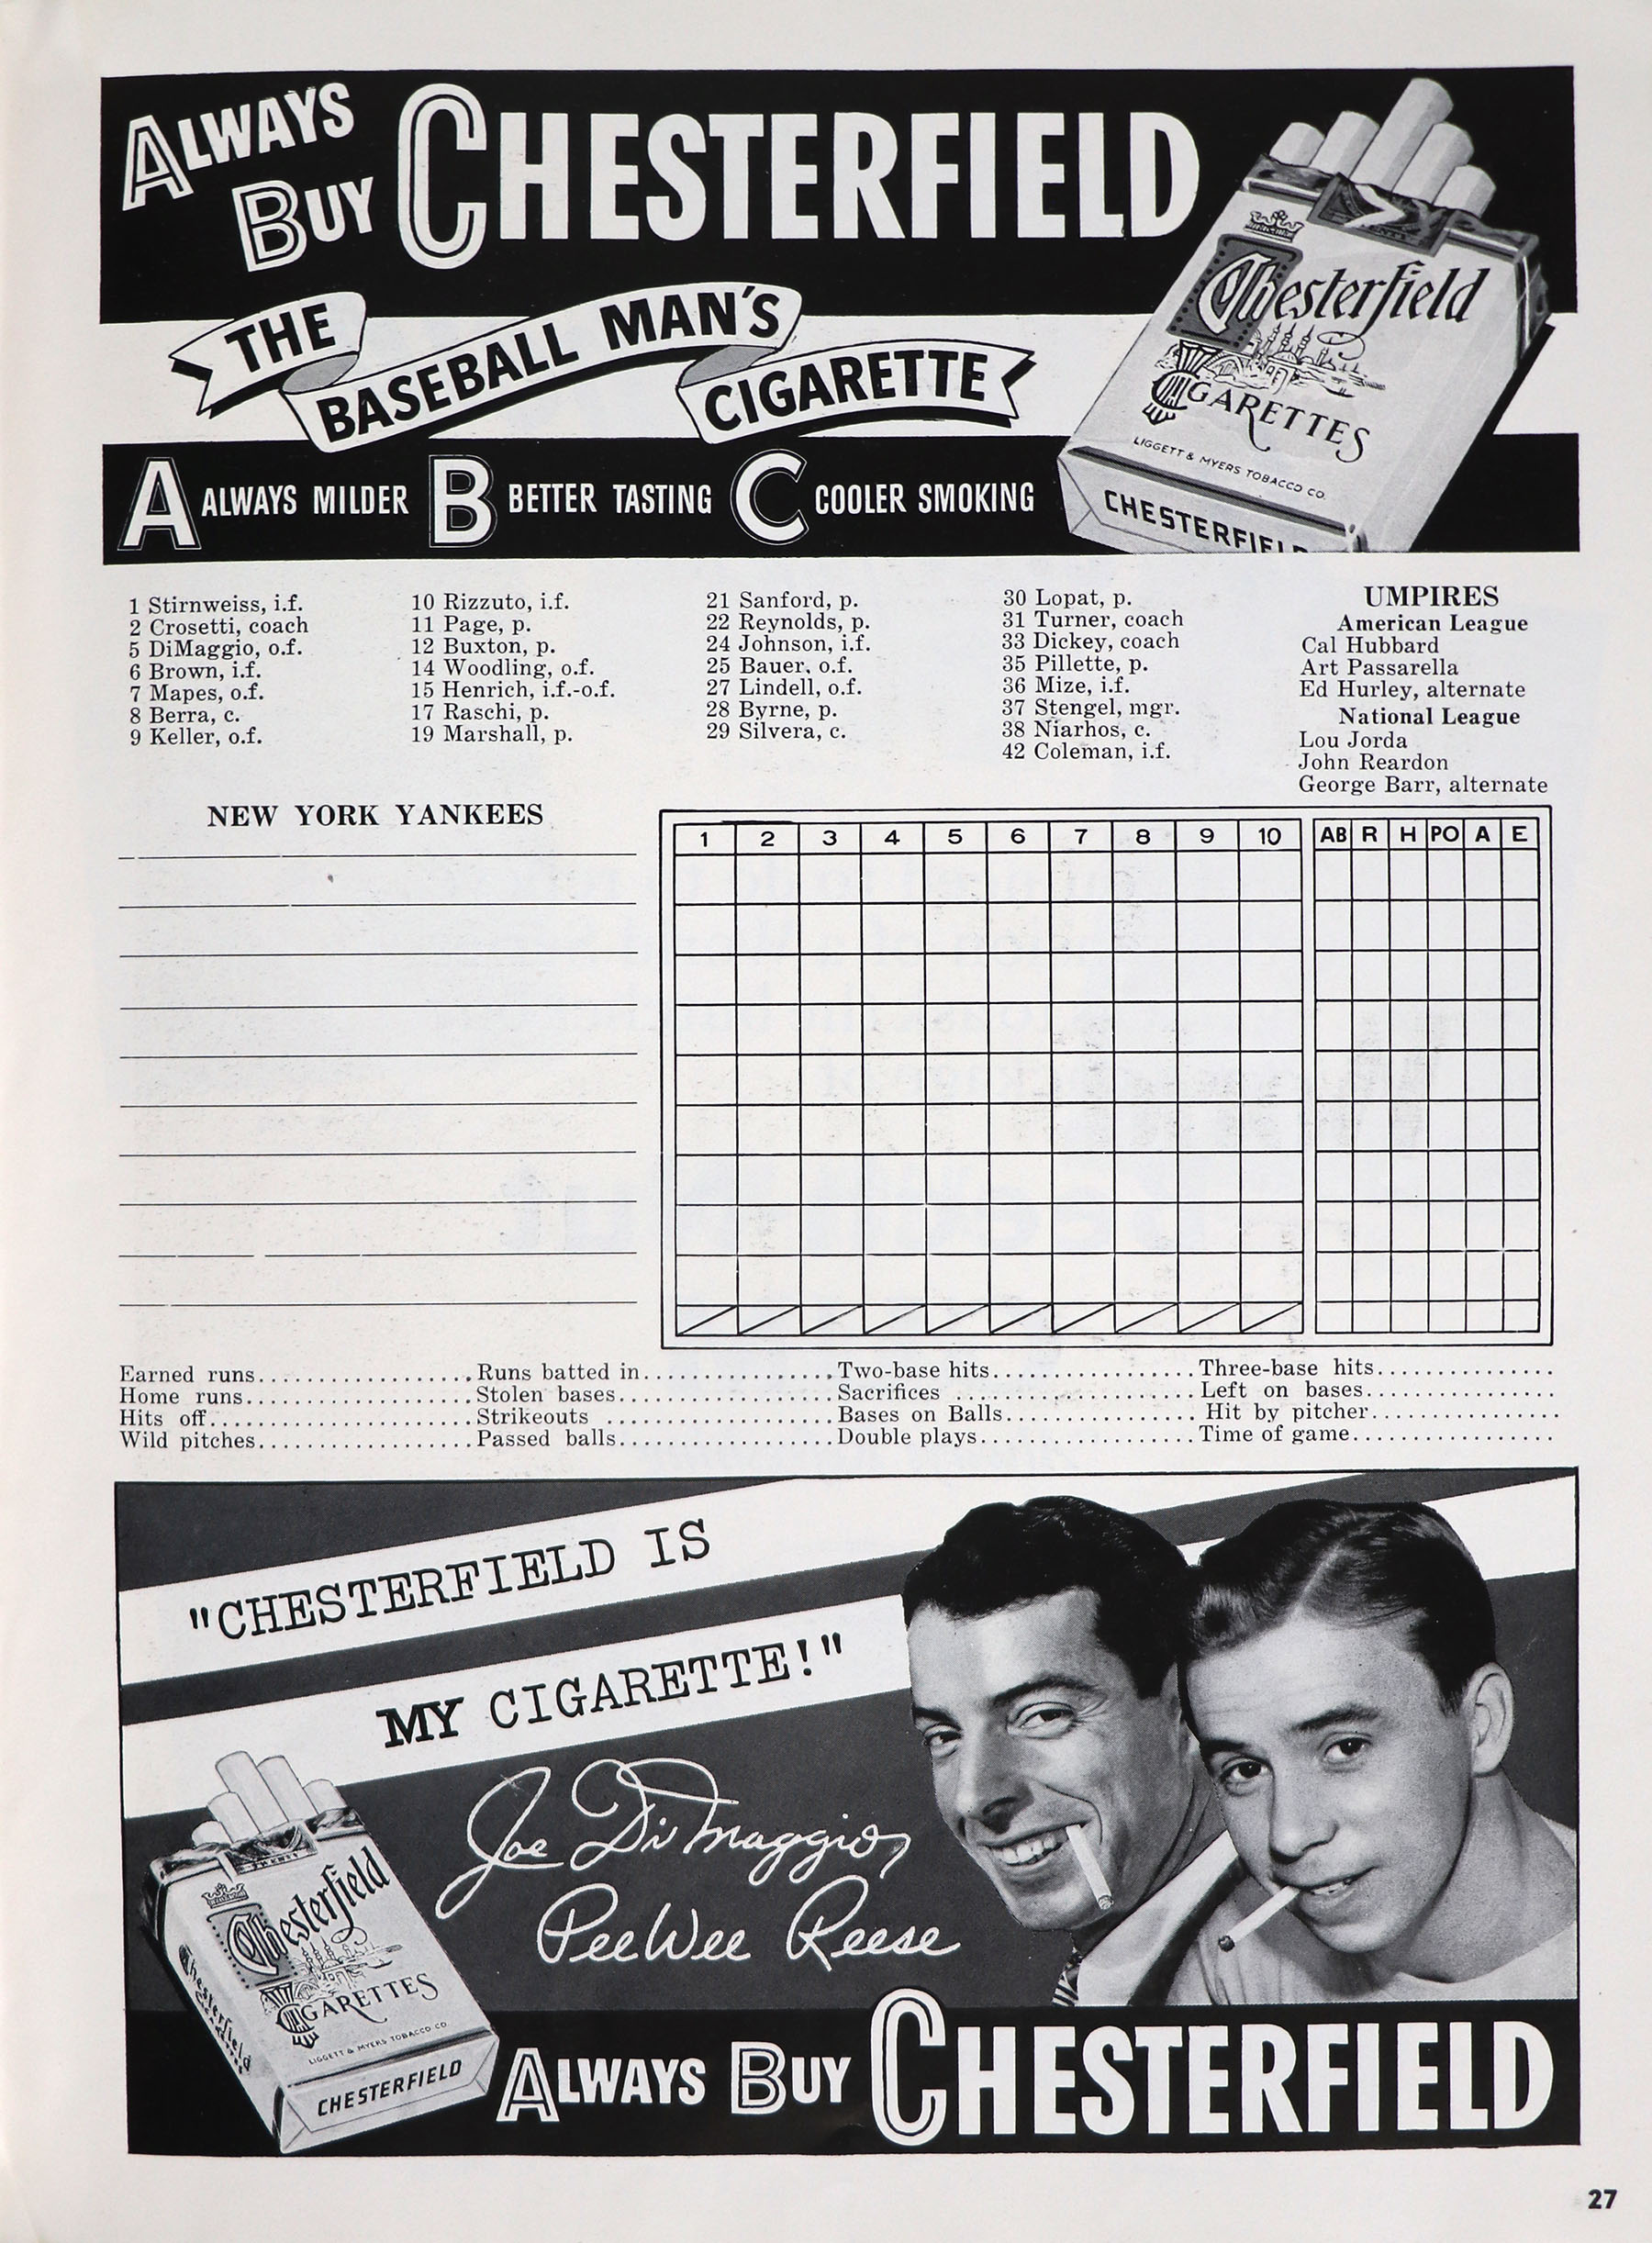 ALWAYS
BUY CHESTERFIELD
THE
BASEBALL MAN'S
CIGARETTE
A ALWAYS MILDER B BETTER TASTING C COOLER SMOKING
Chesterfield
CIGARETTES
LIGGETT & MYERS TOBACCO CO.
CHESTERFIELD
1 Stirnweiss, i.f.
2 Crosetti, coach
5 DiMaggio, o.f.
6 Brown, i.f.
7 Mapes, o.f.
8 Berra, c.
9 Keller, o.f.
10 Rizzuto, i.f.
11 Page, p.
12 Buxton, p.
14 Woodling, o.f.
15 Henrich, i.f.-o.f.
17 Raschi, p.
19 Marshall, p.
21 Sanford, p.
22 Reynolds, p.
24 Johnson, i.f.
25 Bauer, o.f.
27 Lindell, o.f.
28 Byrne, p.
29 Silvera, c.
30 Lopat, p.
31 Turner, coach
33 Dickey, coach
35 Pillette, p.
36 Mize, i.f.
37 Stengel, mgr.
38 Niarhos, c.
42 Coleman, i.f.
UMPIRES
American League
Cal Hubbard
Art Passarella
Ed Hurley, alternate
National League
Lou Jorda
John Reardon
George Barr, alternate
NEW YORK YANKEES
1 2 3 4 5 6 7 8 9 10 AB R H PO A E
Earned runs.................Runs batted in.................Two-base hits.................Three-base hits.................
Home runs.................Stolen bases.................Sacrifices .................Left on bases.................
Hits off.................Strikeouts .................Bases on Balls.................Hit by pitcher.................
Wild pitches.................Passed balls.................Double plays.................Time of game.................
"CHESTERFIELD IS
MY CIGARETTE!"
Joe DiMaggio,
PeeWee Reese
Chesterfield
CIGARETTES
LIGGETT & MYERS TOBACCO CO
CHESTERFIELD
Chesterfield
ALWAYS BUY CHESTERFIELD
27